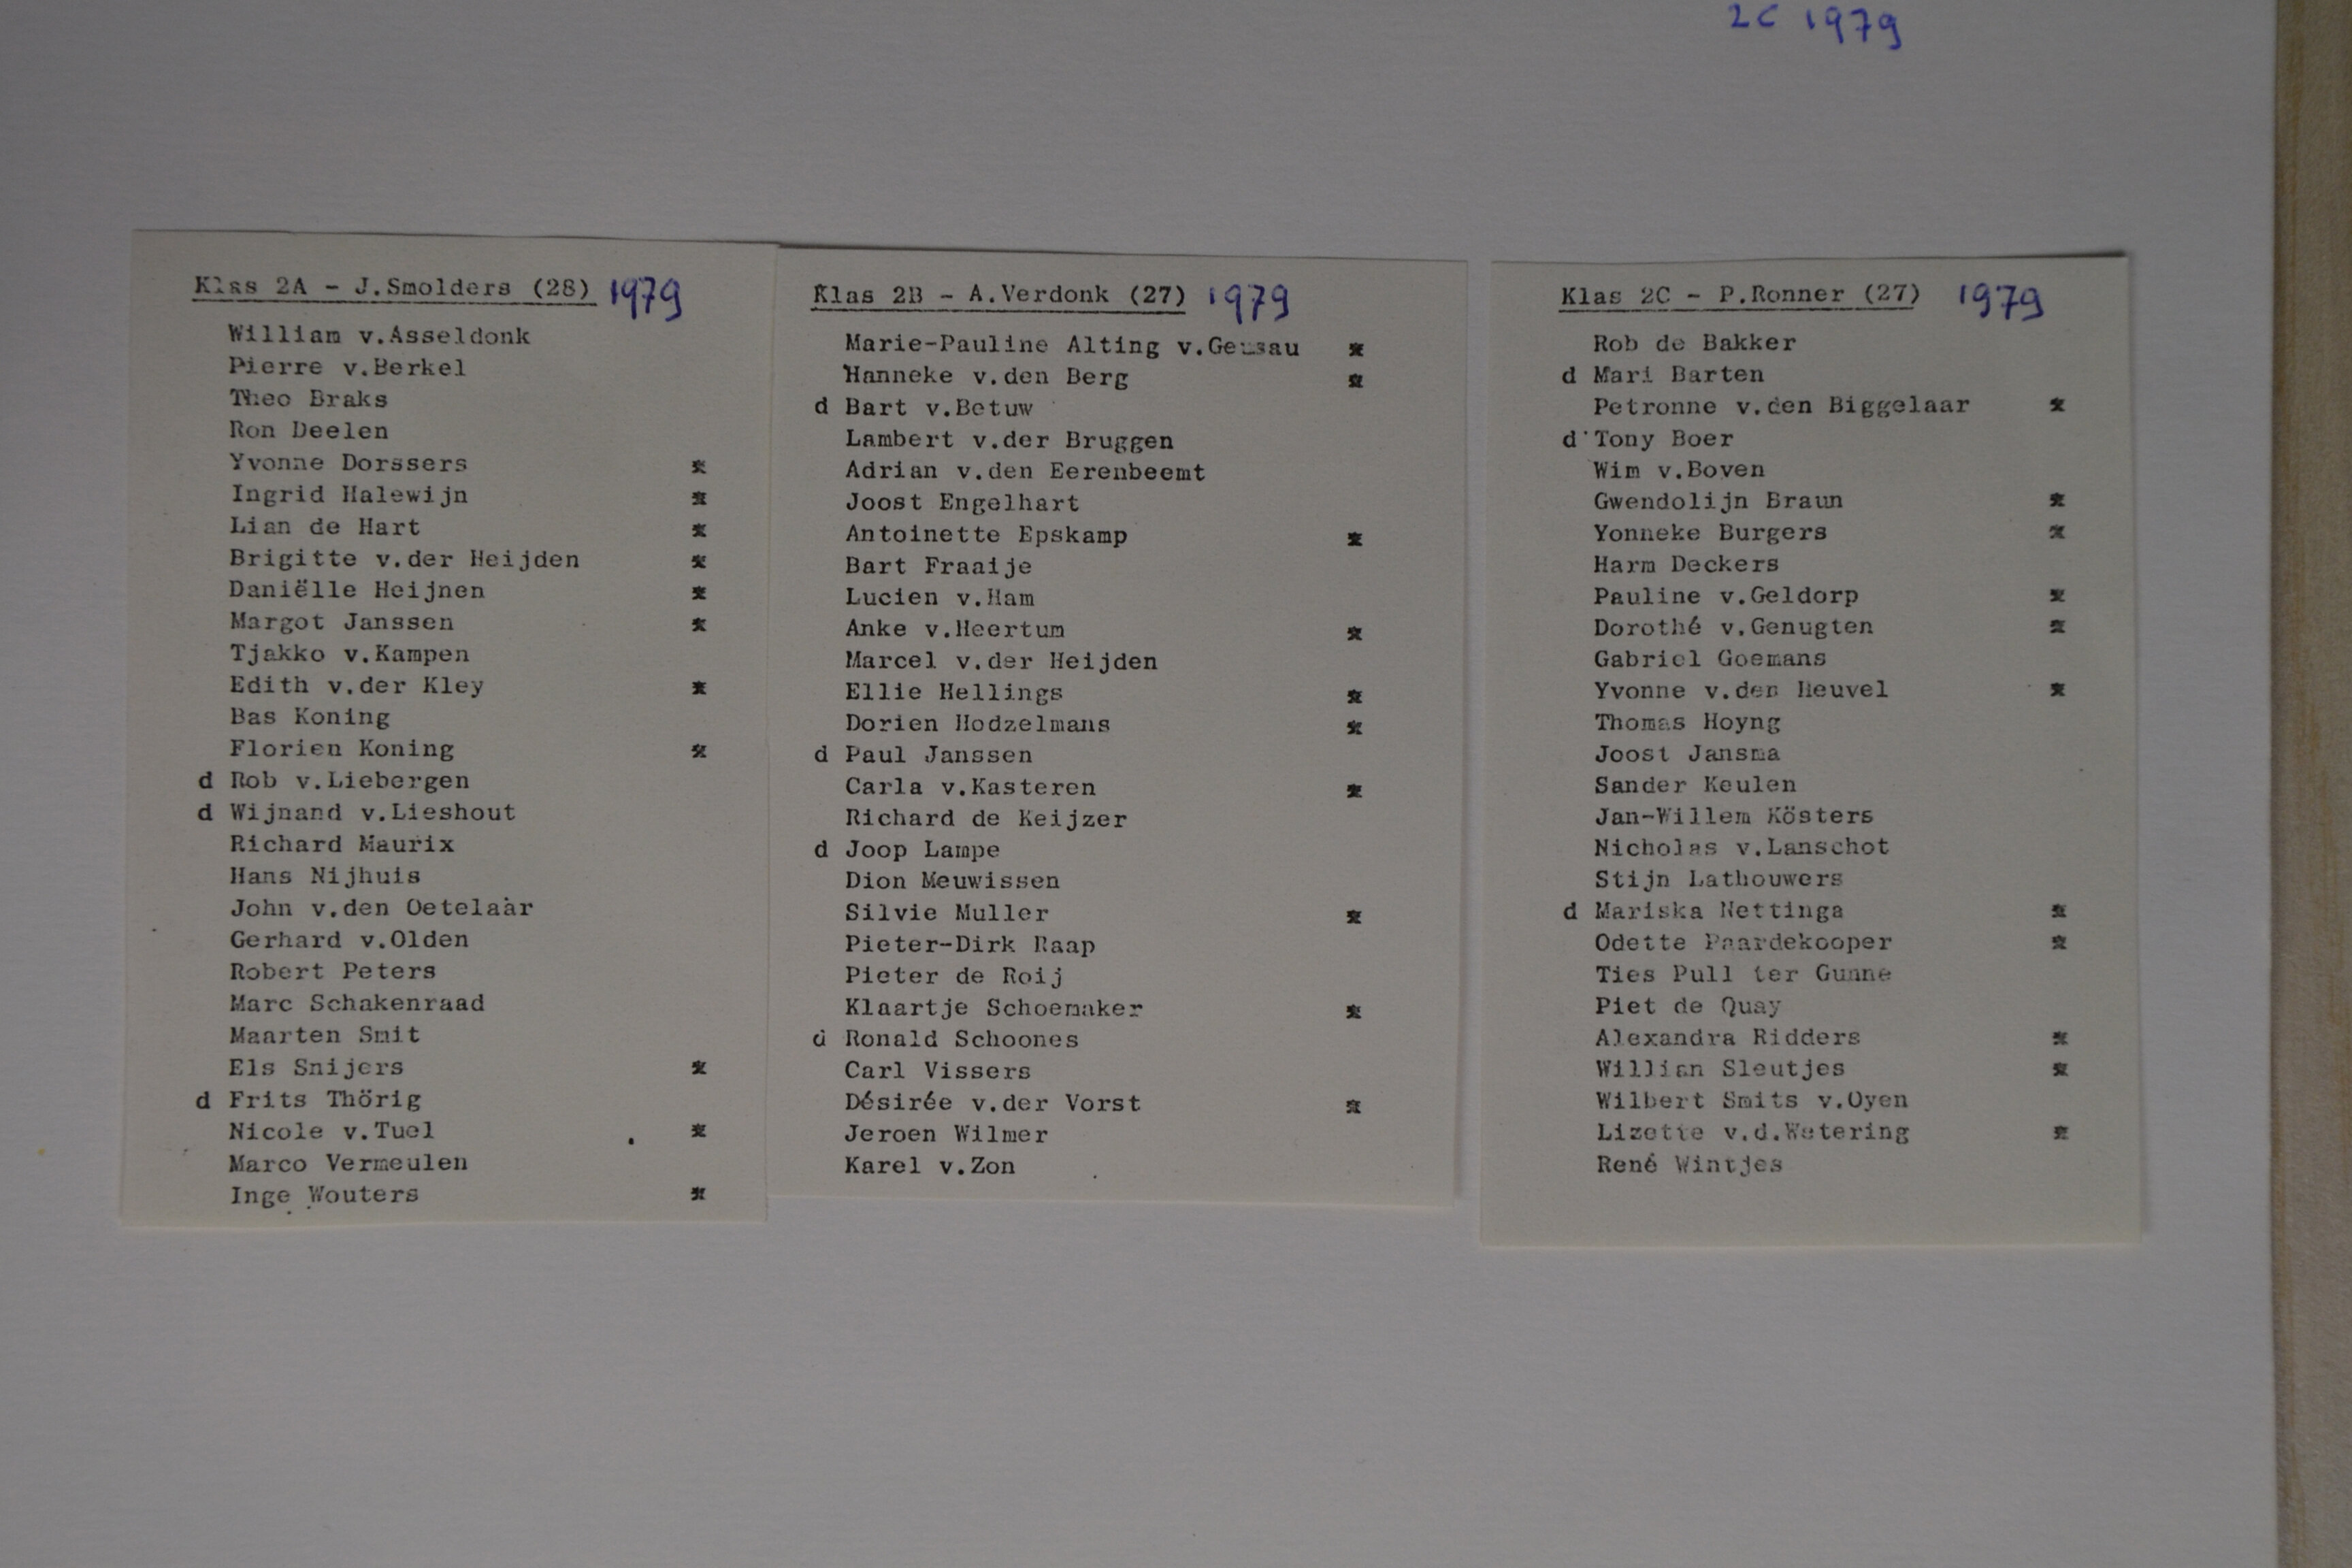 2C 1979
Klas 2A - J.Smolders (28) 1979
William v.Asseldonk
Pierre v.Berkel
Theo Braks
Ron Deelen
Yvonne Dorssers *
Ingrid Halewijn *
Lian de Hart *
Brigitte v.der Heijden *
Daniëlle Heijnen *
Margot Janssen *
Tjakko v.Kampen
Edith v.der Kley *
Bas Koning
Florien Koning *
d Rob v.Liebergen
d Wijnand v.Lieshout
Richard Maurix
Hans Nijhuis
John v.den Oetelaar
Gerhard v.Olden
Robert Peters
Marc Schakenraad
Maarten Smit
Els Snijers *
d Frits Thörig
Nicole v.Tuel *
Marco Vermeulen
Inge Wouters *
Klas 2B - A.Verdonk (27) 1979
Marie-Pauline Alting v.Geusau *
Hanneke v.den Berg *
d Bart v.Betuw
Lambert v.der Bruggen
Adrian v.den Eerenbeemt
Joost Engelhart
Antoinette Epskamp *
Bart Fraaije
Lucien v.Ham
Anke v.Heertum *
Marcel v.der Heijden
Ellie Hellings *
Dorien Hodzelmans *
d Paul Janssen
Carla v.Kasteren *
Richard de Keijzer
d Joop Lampe
Dion Meuwissen
Silvie Muller *
Pieter-Dirk Raap
Pieter de Roij
Klaartje Schoemaker *
d Ronald Schoones
Carl Vissers
Désirée v.der Vorst *
Jeroen Wilmer
Karel v.Zon
Klas 2C - P.Ronner (27) 1979
Rob de Bakker
d Mari Barten
Petronne v.den Biggelaar *
d Tony Boer
Wim v.Boven
Gwendolijn Braun *
Yonneke Burgers *
Harm Deckers
Pauline v.Geldorp *
Dorothé v.Genugten *
Gabriel Goemans
Yvonne v.den Heuvel *
Thomas Hoyng
Joost Jansma
Sander Keulen
Jan-Willem Kösters
Nicholas v.Lanschot
Stijn Lathouwers
d Mariska Nettinga *
Odette Paardekooper *
Ties Pull ter Gunne
Piet de Quay
Alexandra Ridders *
Willian Sleutjes *
Wilbert Smits v.Oyen
Lizette v.d.Watering *
René Wintjes